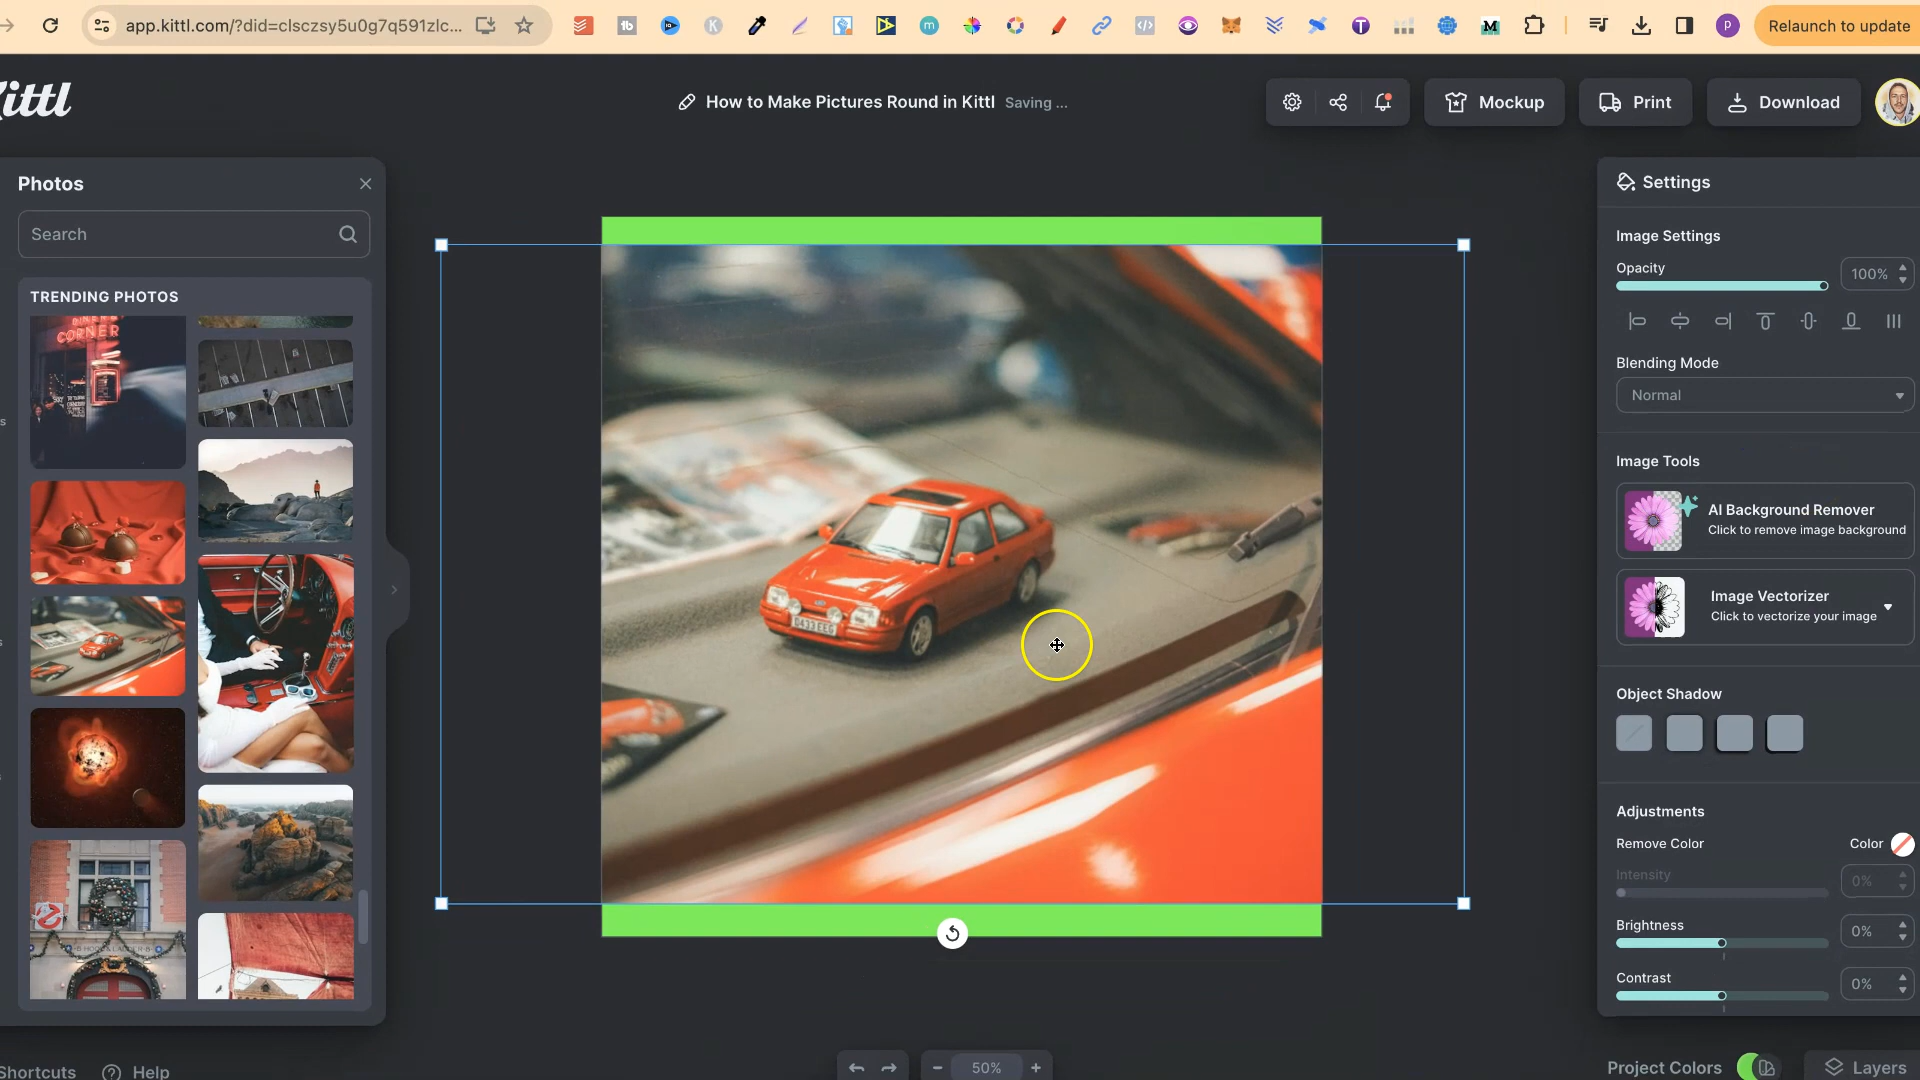 app.kittl.com/?did=clsczsy5u0g7q591zlc...
Relaunch to update
ittl
How to Make Pictures Round in Kittl Saving ...
Mockup
Print
Download
Photos
Search
TRENDING PHOTOS
CORNER
Settings
Image Settings
Opacity
100%
Blending Mode
Normal
Image Tools
AI Background Remover
Click to remove image background
Image Vectorizer
Click to vectorize your image
Object Shadow
Adjustments
Remove Color
Color
Intensity
0%
Brightness
0%
Contrast
0%
Shortcuts
Help
50%
Project Colors
Layers